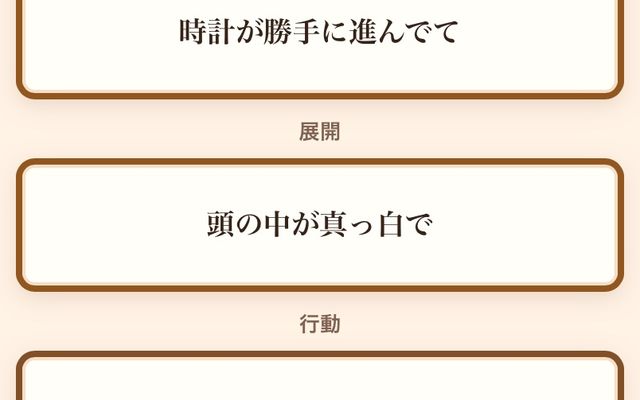 時計が勝手に進んでて
展開
頭の中が真っ白で
行動